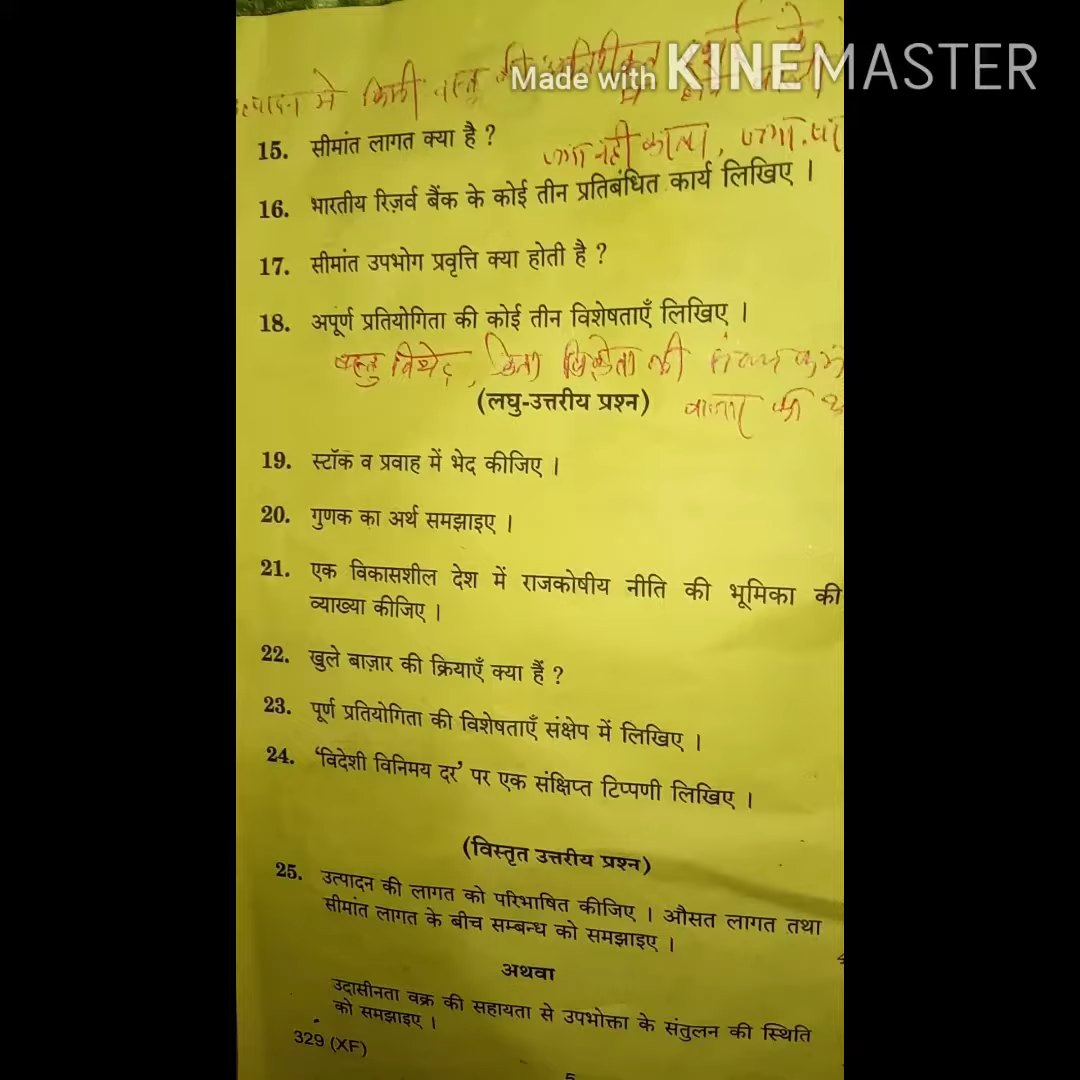 Made with KINEMASTER
15. सीमांत लागत क्या है ?
16. भारतीय रिज़र्व बैंक के कोई तीन प्रतिबंधित कार्य लिखिए ।
17. सीमांत उपभोग प्रवृत्ति क्या होती है ?
18. अपूर्ण प्रतियोगिता की कोई तीन विशेषताएँ लिखिए ।
(लघु-उत्तरीय प्रश्न)
19. स्टॉक व प्रवाह में भेद कीजिए ।
20. गुणक का अर्थ समझाइए ।
21. एक विकासशील देश में राजकोषीय नीति की भूमिका की
व्याख्या कीजिए ।
22. खुले बाज़ार की क्रियाएँ क्या हैं ?
23. पूर्ण प्रतियोगिता की विशेषताएँ संक्षेप में लिखिए ।
24. ‘विदेशी विनिमय दर’ पर एक संक्षिप्त टिप्पणी लिखिए ।
(विस्तृत उत्तरीय प्रश्न)
25. उत्पादन की लागत को परिभाषित कीजिए । औसत लागत तथा
सीमांत लागत के बीच सम्बन्ध को समझाइए ।
अथवा
उदासीनता वक्र की सहायता से उपभोक्ता के संतुलन की स्थिति
को समझाइए ।
329 (XF)
5